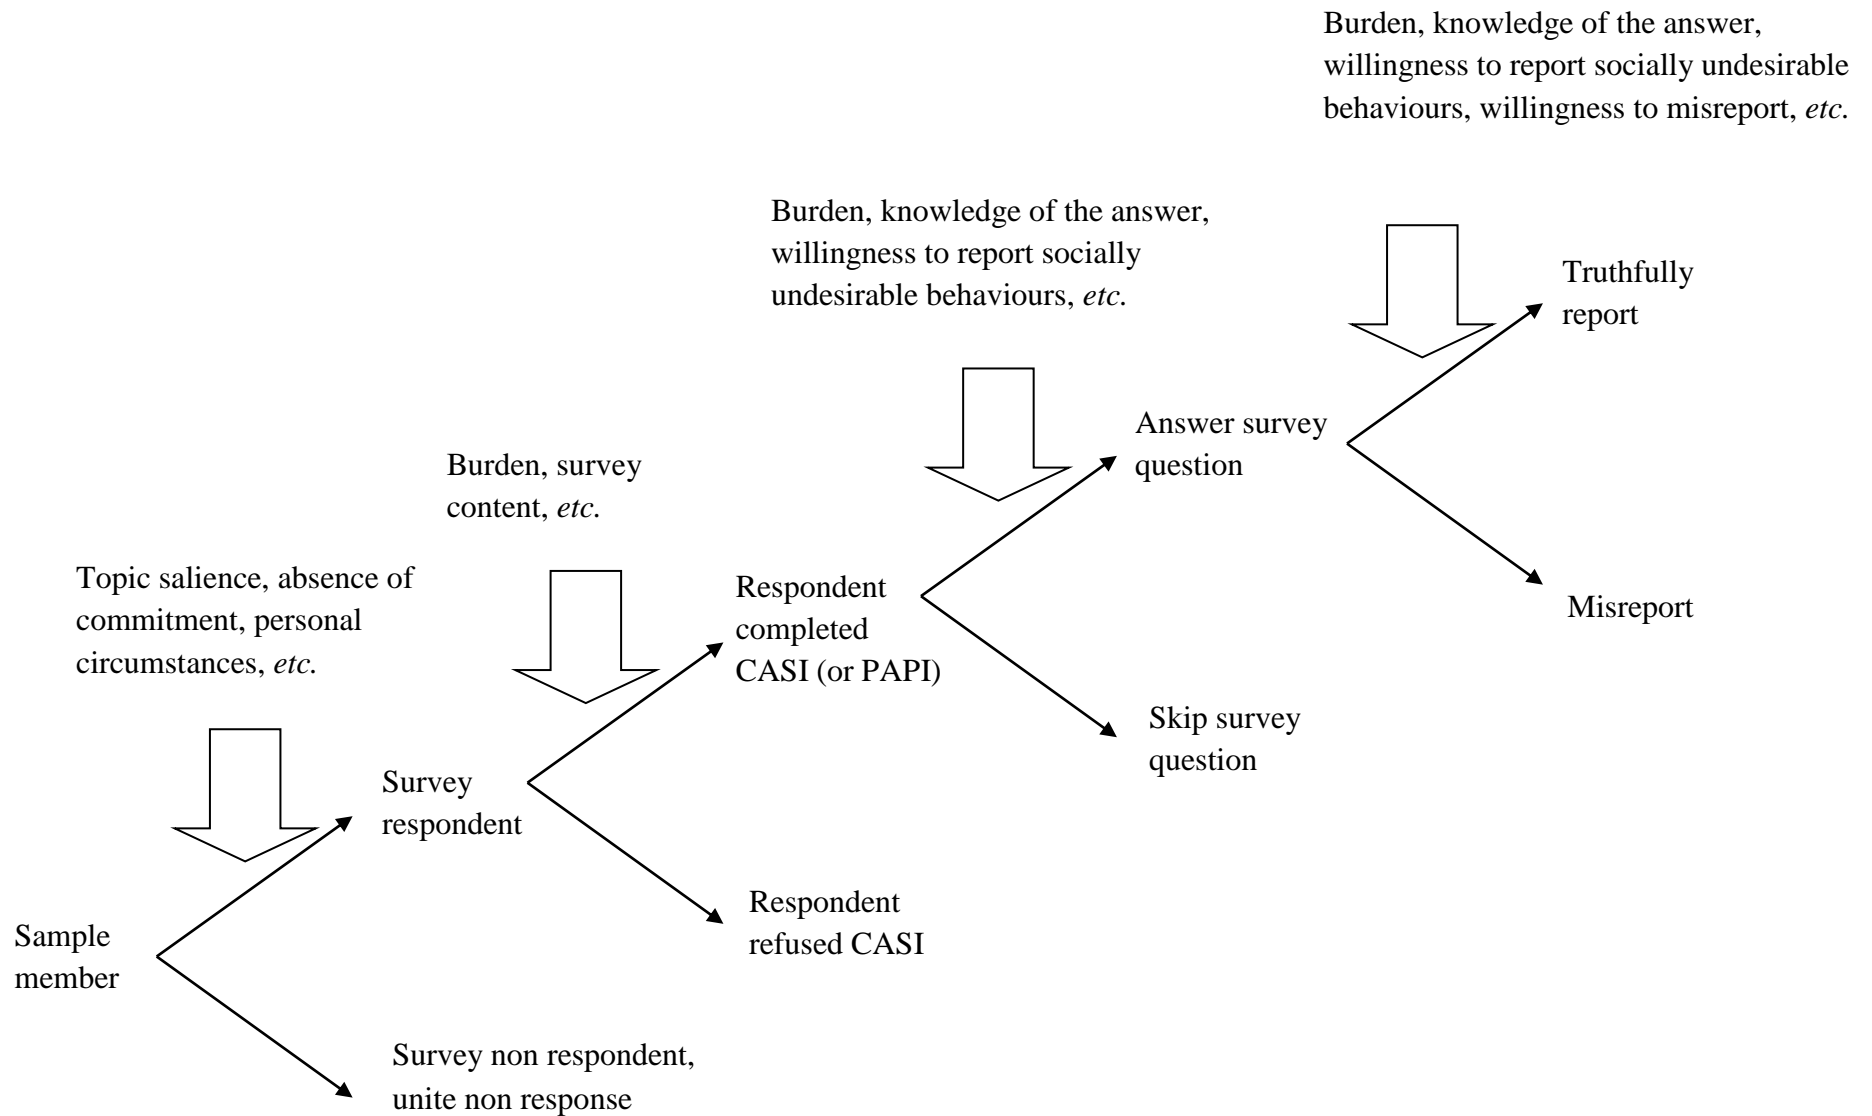 Burden, knowledge of the answer,
willingness to report socially undesirable
behaviours, willingness to misreport, etc.
Burden, knowledge of the answer,
willingness to report socially
undesirable behaviours, etc.
Truthfully
report
Answer survey
question
Burden, survey
content, etc.
Topic salience, absence of
commitment, personal
circumstances, etc.
Respondent
completed
CASI (or PAPI)
Misreport
Skip survey
question
Survey
respondent
Respondent
refused CASI
Sample
member
Survey non respondent,
unite non response